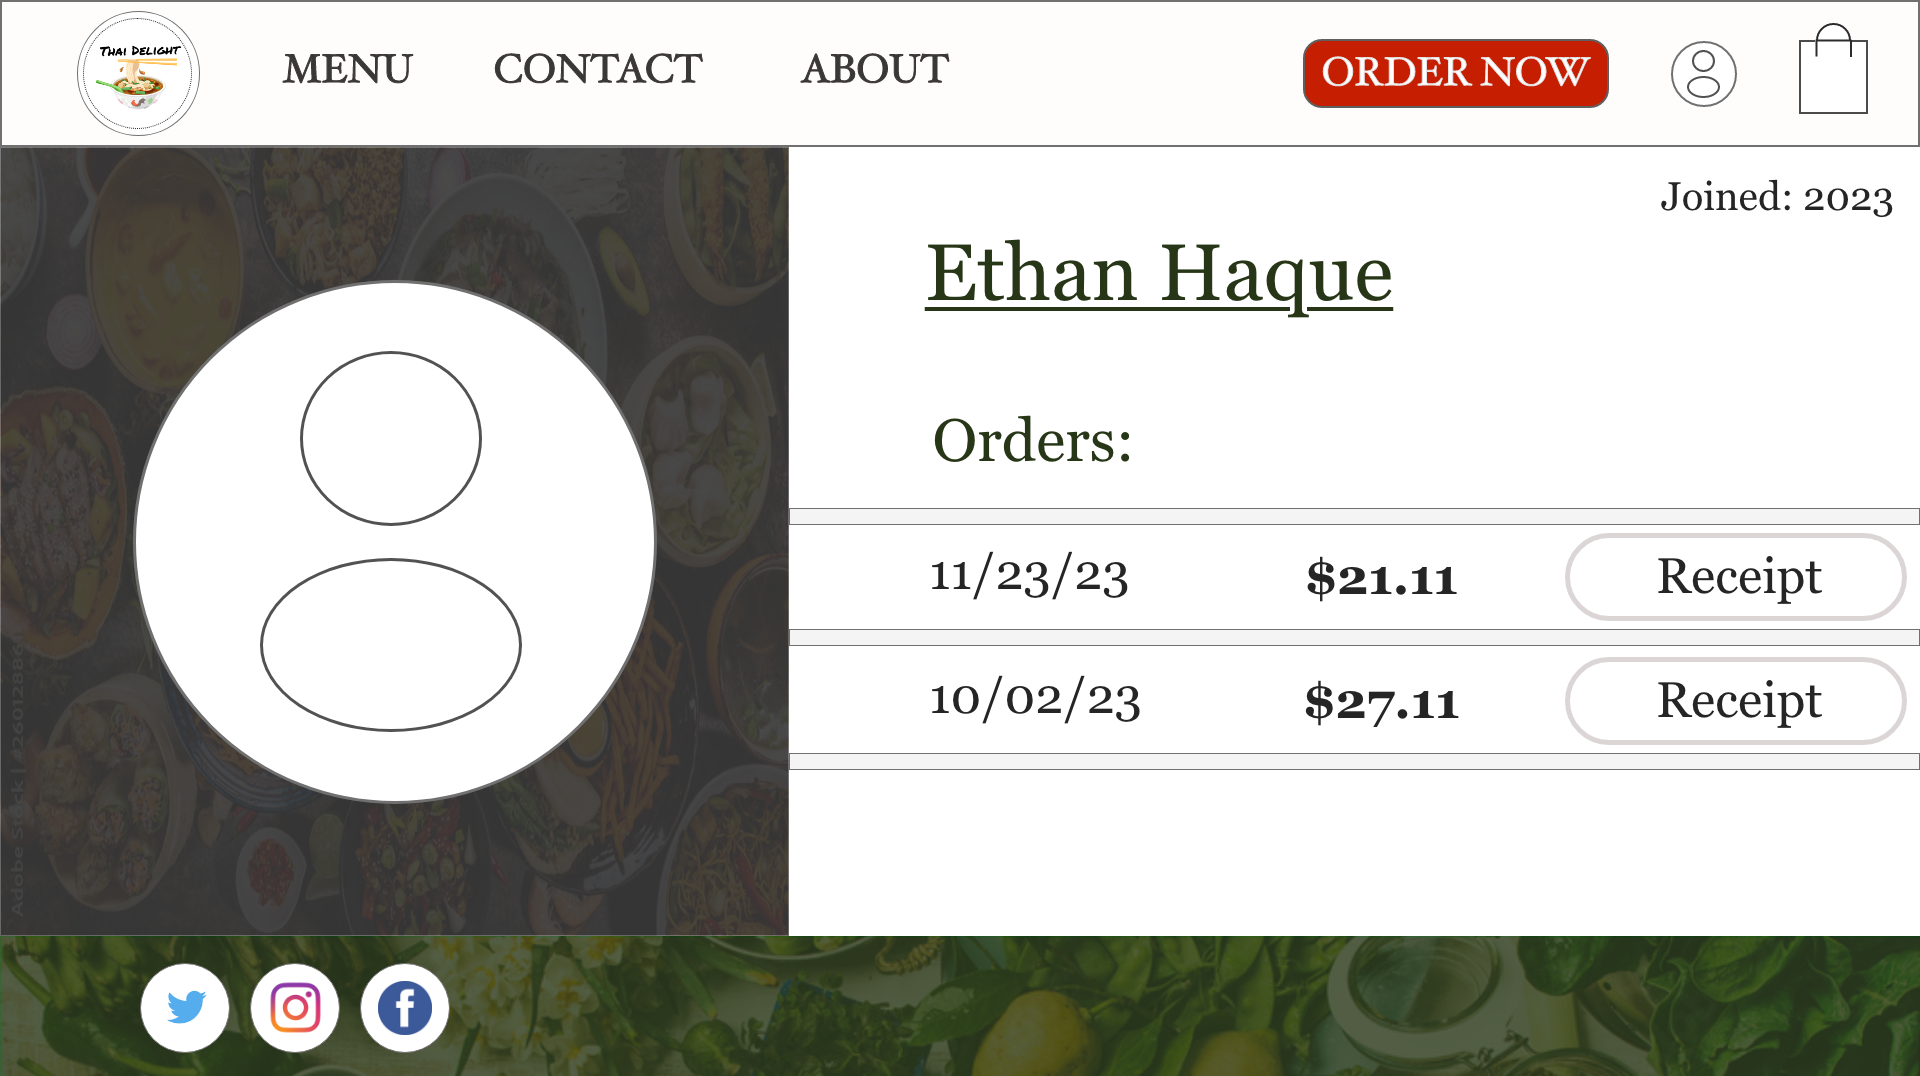 THAI DELIGHT
MENU CONTACT ABOUT ORDER NOW
Joined: 2023
Ethan Haque
Orders:
11/23/23 $21.11 Receipt
10/02/23 $27.11 Receipt
Adobe Stock |